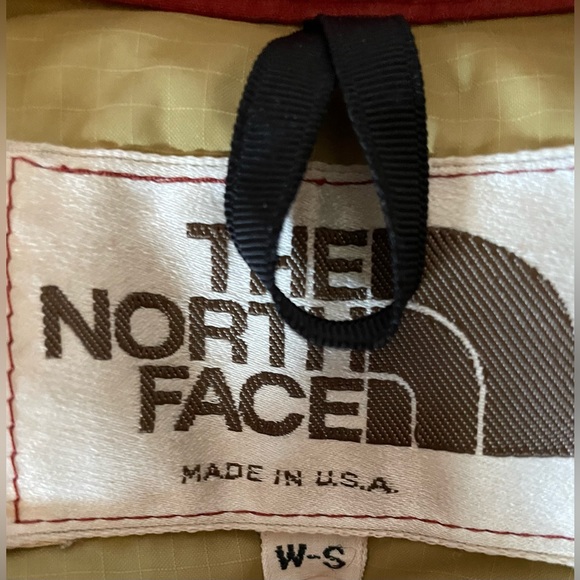 THE
NORTH
FACE
MADE IN U.S.A.
W-S